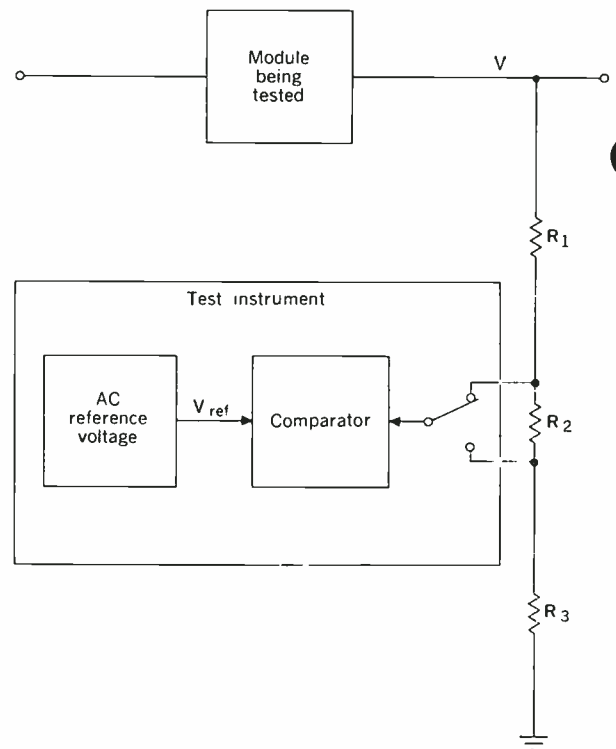 Module
being
tested
V
R1
Test instrument
AC
reference
voltage
Vref
Comparator
R2
R3